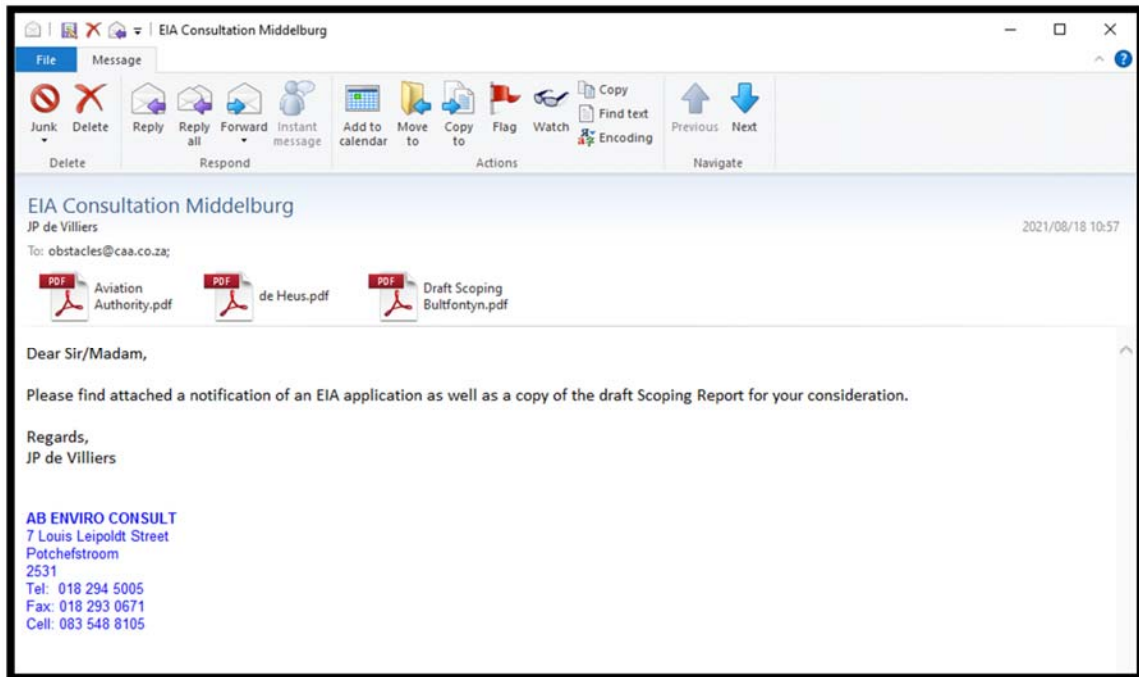 EIA Consultation Middelburg
File Message
Junk Delete Reply Reply all Forward Instant message Add to calendar Move to Copy to Flag Watch Copy Find text Encoding Previous Next
Delete Respond Actions Navigate
EIA Consultation Middelburg
JP de Villiers
2021/08/18 10:57
To: obstacles@caa.co.za;
PDF Aviation Authority.pdf
PDF de Heus.pdf
PDF Draft Scoping Bultfontyn.pdf
Dear Sir/Madam,
Please find attached a notification of an EIA application as well as a copy of the draft Scoping Report for your consideration.
Regards,
JP de Villiers
AB ENVIRO CONSULT
7 Louis Leipoldt Street
Potchefstroom
2531
Tel: 018 294 5005
Fax: 018 293 0671
Cell: 083 548 8105